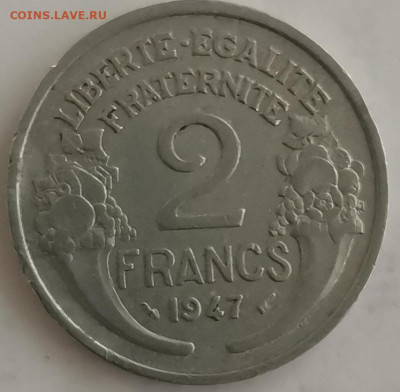 COINS.LAVE.RU
LIBERTE-EGALITE
FRATERNITE
2
FRANCS
1947